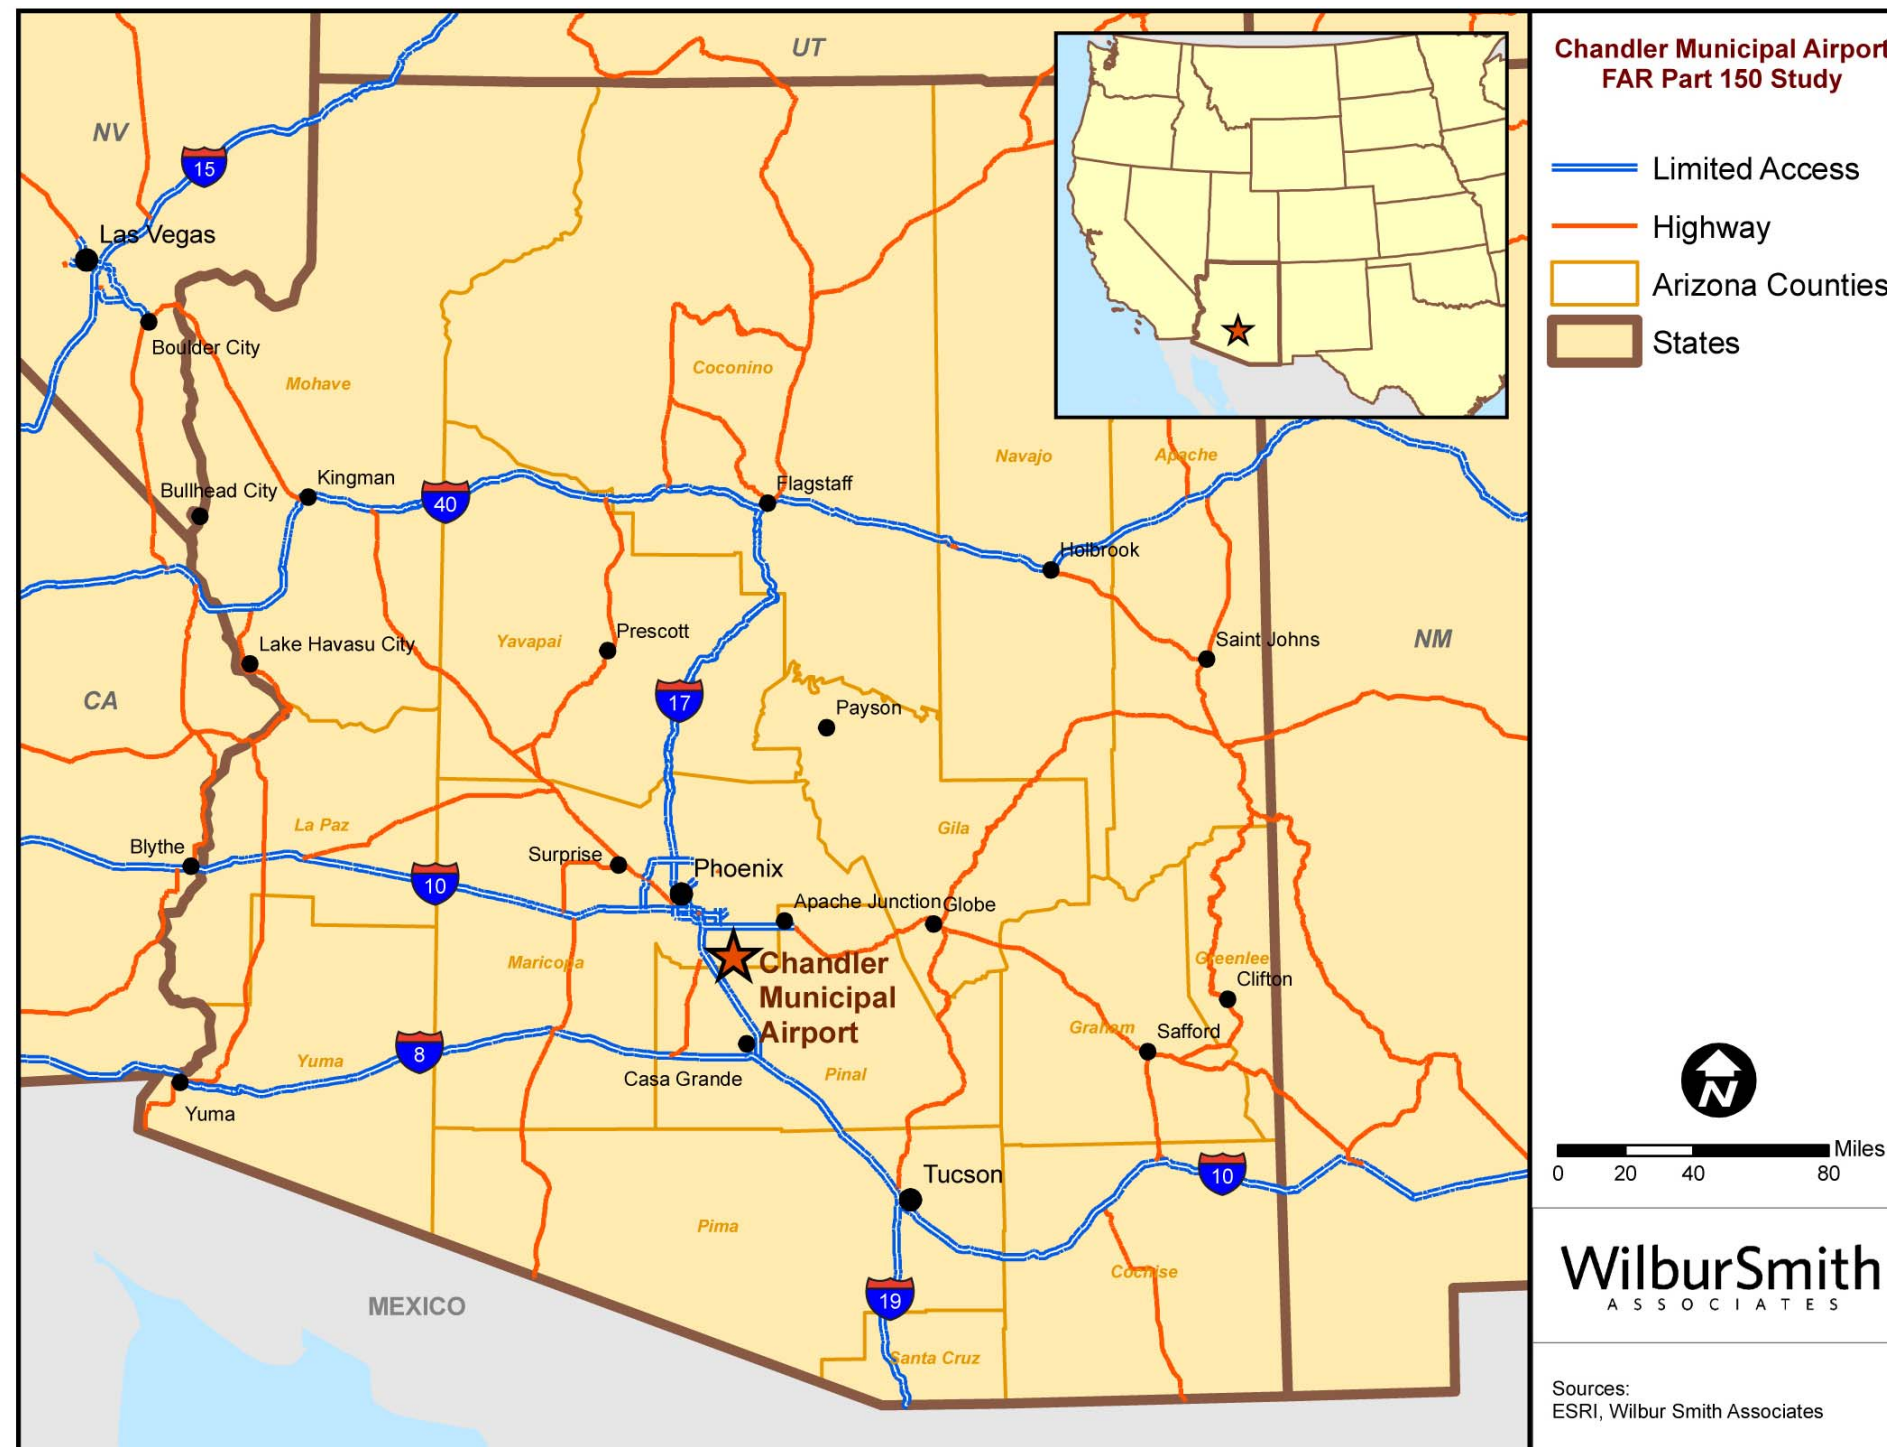 UT
NV
15
Las Vegas
Boulder City
Mohave
Coconino
Navajo
Apache
Kingman
Bullhead City
40
Flagstaff
Holbrook
Lake Havasu City
Yavapai
Prescott
Saint Johns
NM
CA
17
Payson
La Paz
Gila
Blythe
Surprise
Phoenix
10
Apache Junction
Globe
Maricopa
Chandler
Municipal
Airport
Greenlee
Clifton
Graham
Safford
8
Yuma
Casa Grande
Pinal
Yuma
Tucson
10
Pima
Cochise
19
MEXICO
Santa Cruz
Chandler Municipal Airport
FAR Part 150 Study
Limited Access
Highway
Arizona Counties
States
N
Miles
0 20 40 80
WilburSmith
ASSOCIATES
Sources:
ESRI, Wilbur Smith Associates